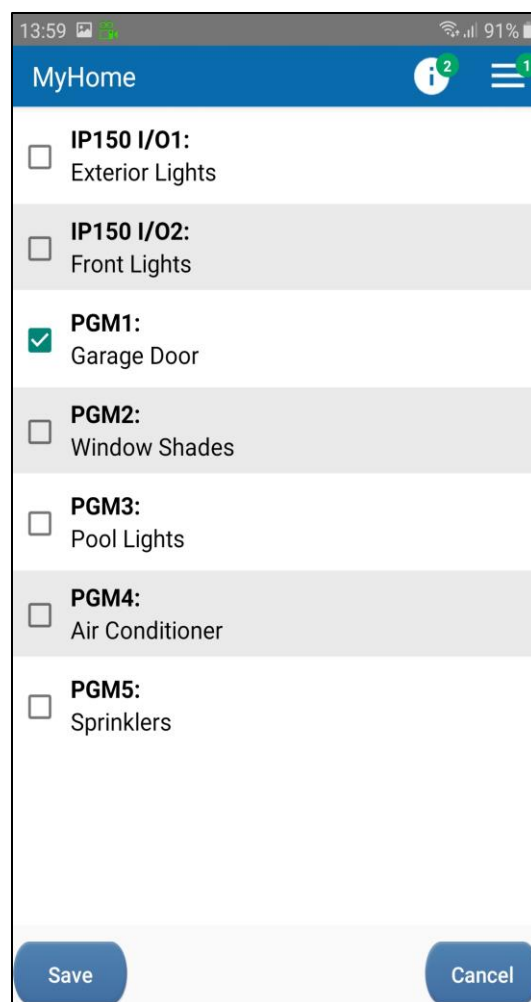 13:59 91%
MyHome 2 1
IP150 I/O1:
Exterior Lights
IP150 I/O2:
Front Lights
PGM1:
Garage Door
PGM2:
Window Shades
PGM3:
Pool Lights
PGM4:
Air Conditioner
PGM5:
Sprinklers
Save Cancel